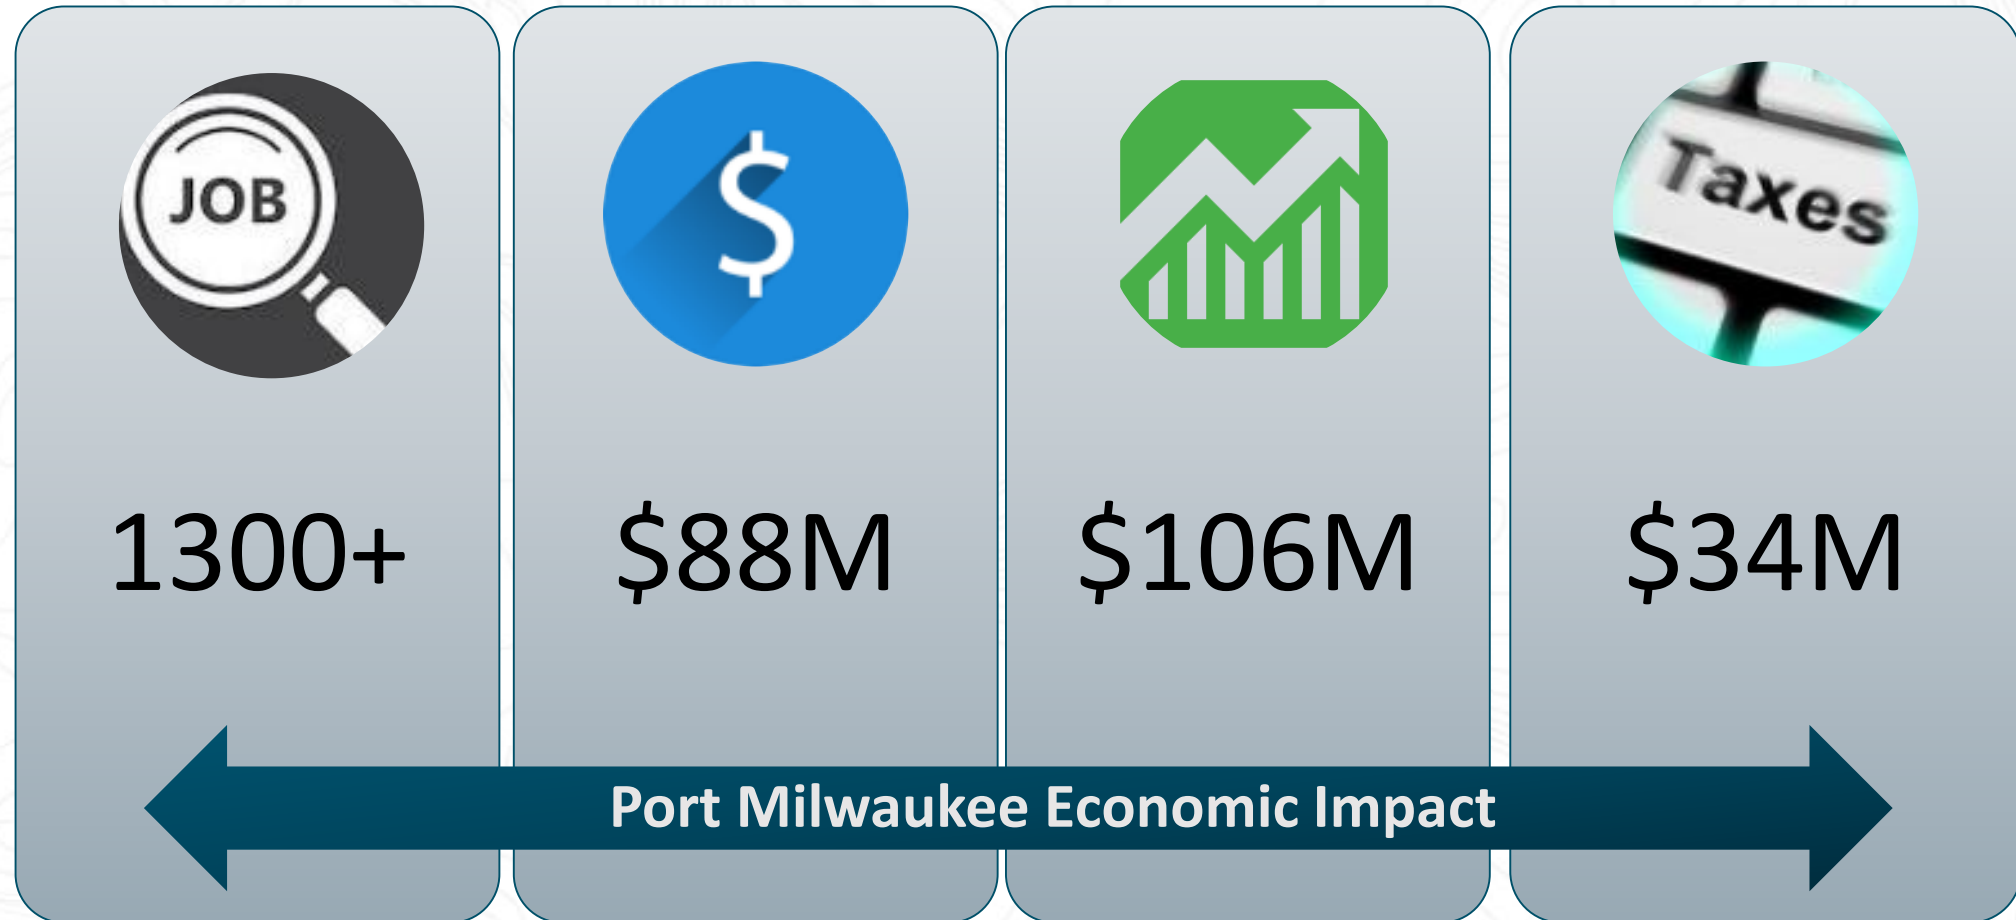 JOB
$
Taxes
1300+
$88M
$106M
$34M
Port Milwaukee Economic Impact